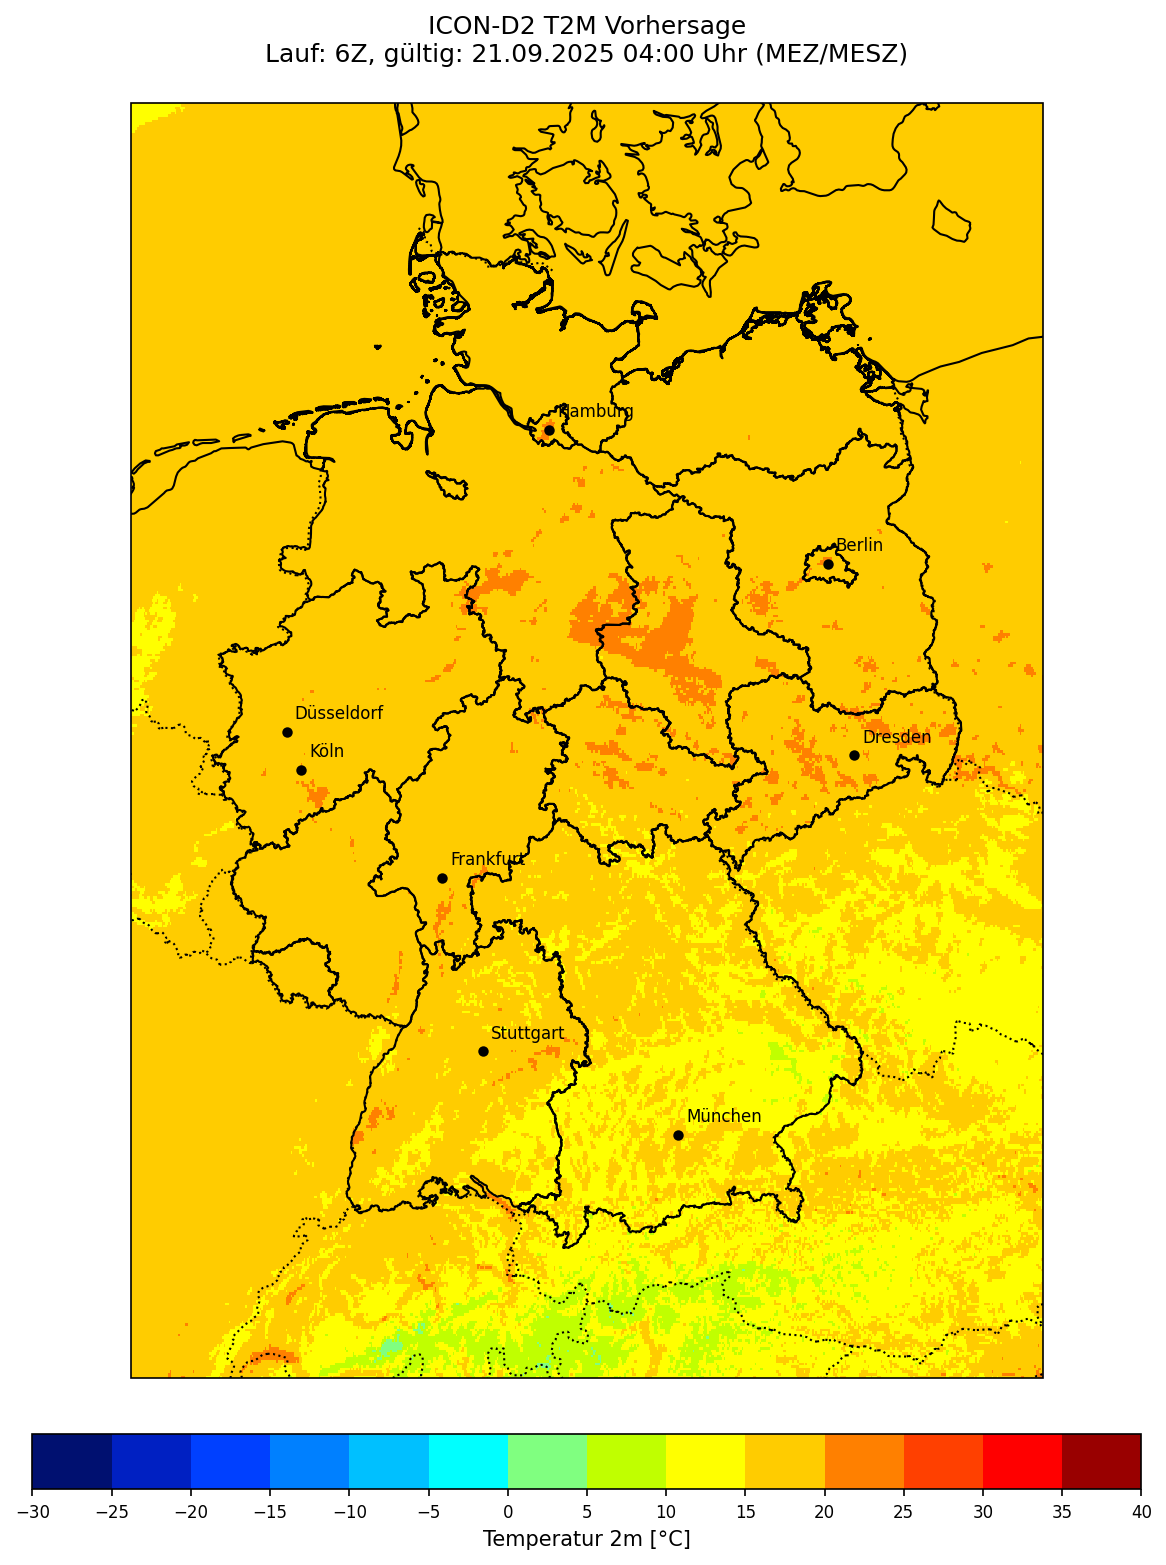 ICON-D2 T2M Vorhersage
Lauf: 6Z, gültig: 21.09.2025 04:00 Uhr (MEZ/MESZ)
Hamburg
Berlin
Düsseldorf
Köln
Dresden
Frankfurt
Stuttgart
München
−30 −25 −20 −15 −10 −5 0 5 10 15 20 25 30 35 40
Temperatur 2m [°C]